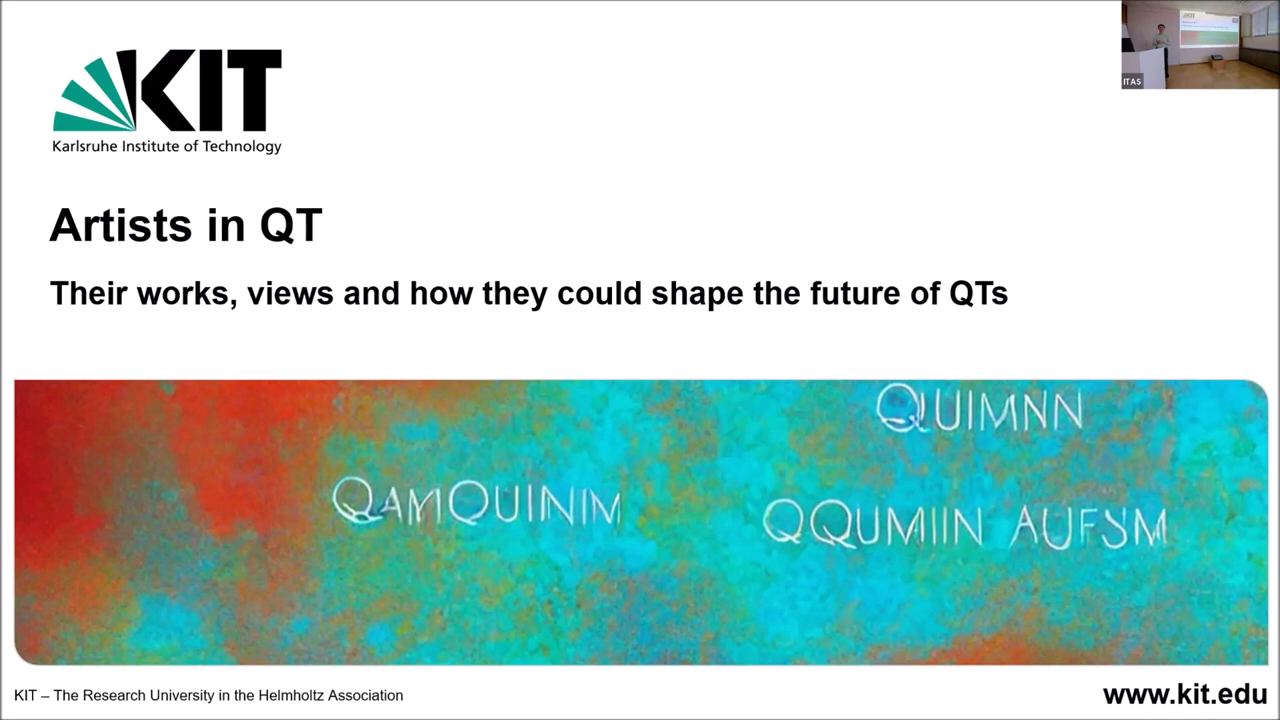 KIT
Karlsruhe Institute of Technology
ITAS
Artists in QT
Their works, views and how they could shape the future of QTs
QUIMNN
QAMQUINIM
QQUMIIN AUFSM
KIT – The Research University in the Helmholtz Association
www.kit.edu